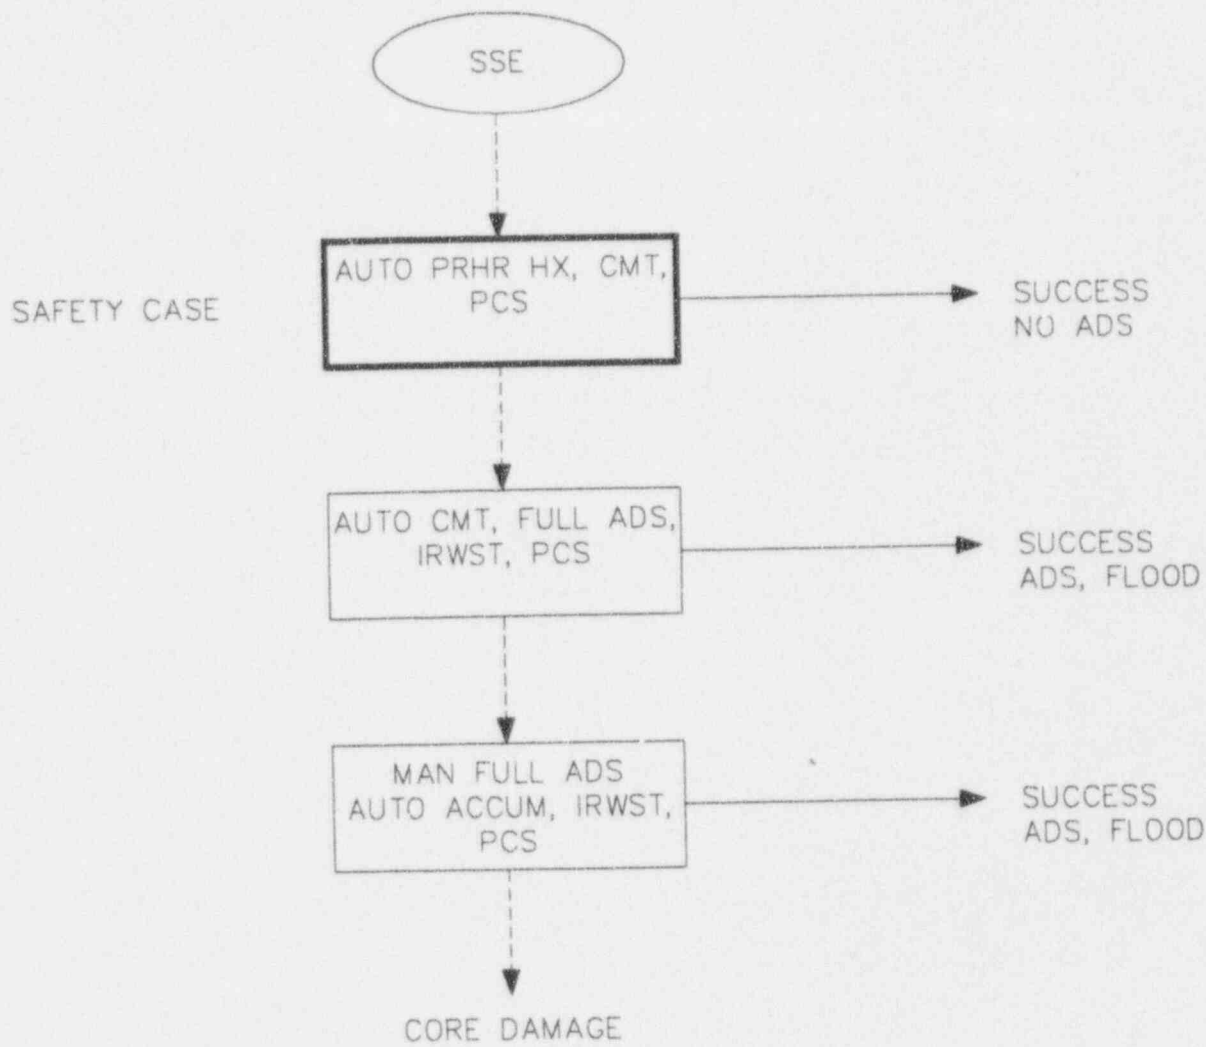 SSE
AUTO PRHR HX, CMT,
PCS
SAFETY CASE
SUCCESS
NO ADS
AUTO CMT, FULL ADS,
IRWST, PCS
SUCCESS
ADS, FLOOD
MAN FULL ADS
AUTO ACCUM, IRWST,
PCS
SUCCESS
ADS, FLOOD
CORE DAMAGE